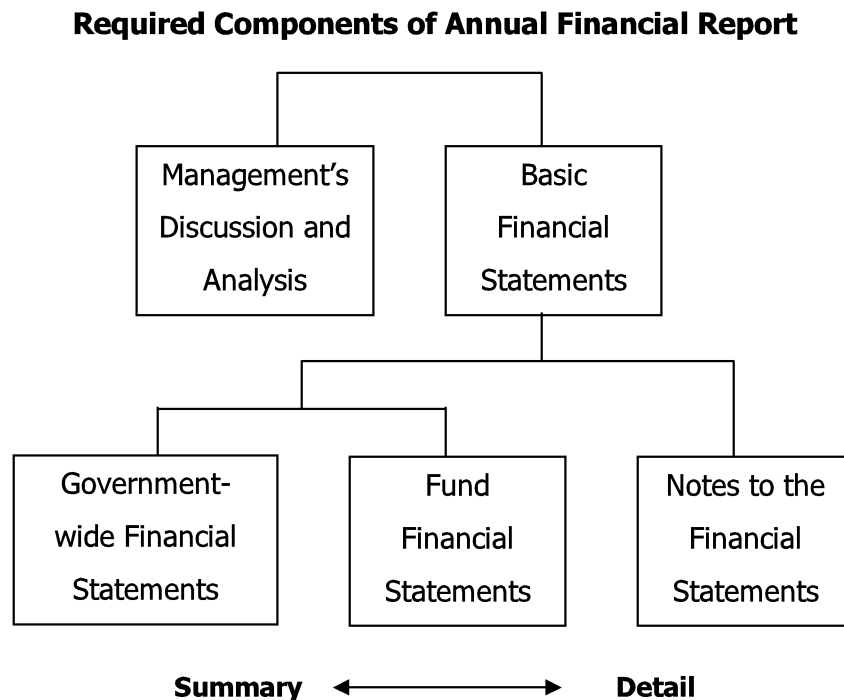 Required Components of Annual Financial Report
Management’s
Discussion and
Analysis
Basic
Financial
Statements
Government-
wide Financial
Statements
Fund
Financial
Statements
Notes to the
Financial
Statements
Summary
Detail